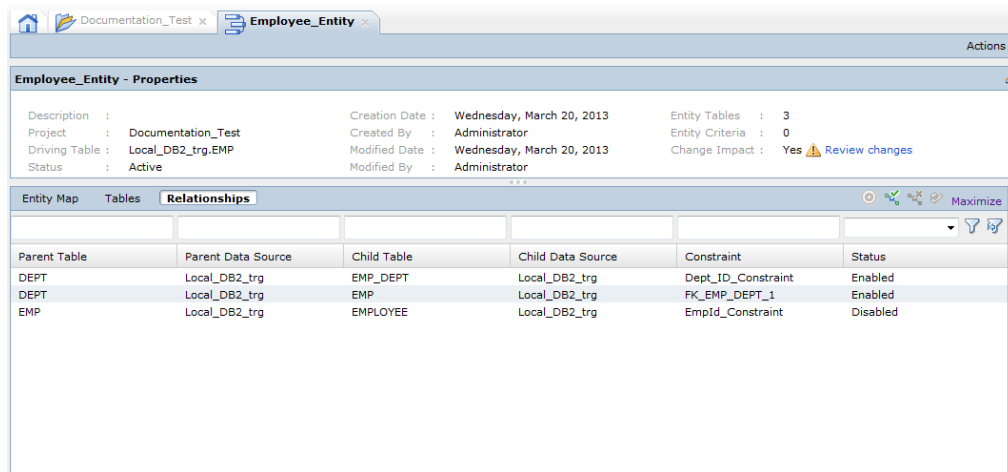 Documentation_Test × Employee_Entity ×
Actions
Employee_Entity - Properties
Description : Creation Date : Wednesday, March 20, 2013 Entity Tables : 3
Project : Documentation_Test Created By : Administrator Entity Criteria : 0
Driving Table : Local_DB2_trg.EMP Modified Date : Wednesday, March 20, 2013 Change Impact : Yes Review changes
Status : Active Modified By : Administrator
Entity Map Tables Relationships Maximize
Parent Table Parent Data Source Child Table Child Data Source Constraint Status
DEPT Local_DB2_trg EMP_DEPT Local_DB2_trg Dept_ID_Constraint Enabled
DEPT Local_DB2_trg EMP Local_DB2_trg FK_EMP_DEPT_1 Enabled
EMP Local_DB2_trg EMPLOYEE Local_DB2_trg EmpId_Constraint Disabled